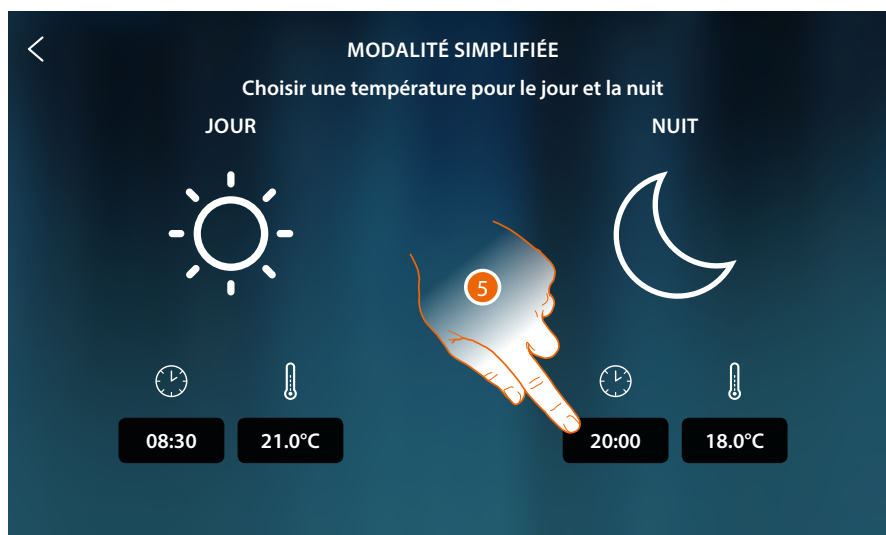 MODALITÉ SIMPLIFIÉE
Choisir une température pour le jour et la nuit
JOUR
NUIT
5
08:30
21.0°C
20:00
18.0°C